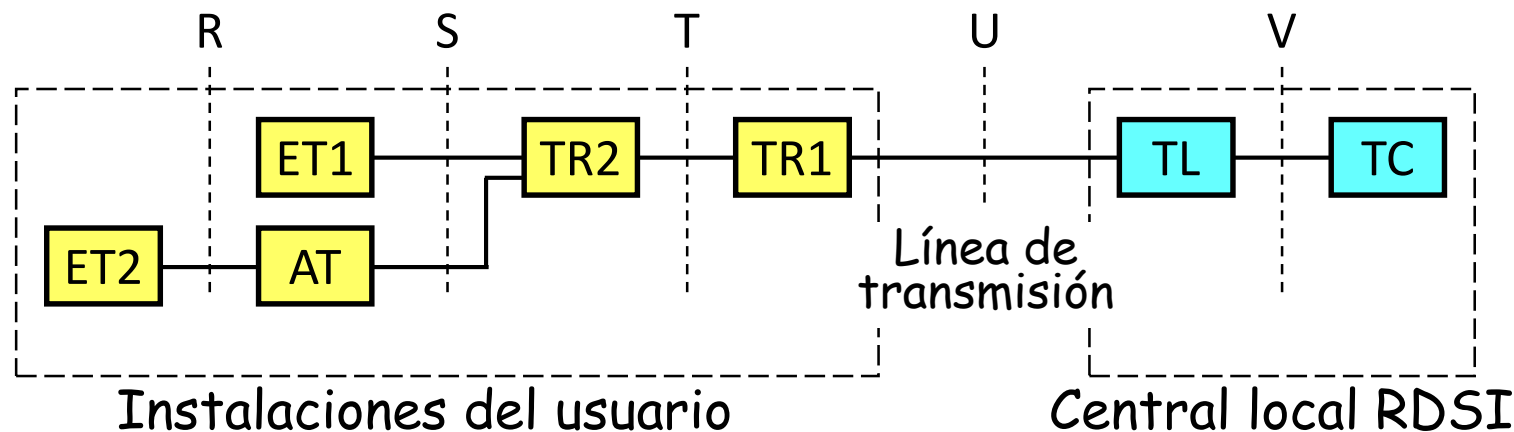 R S T U V
ET1 TR2 TR1 TL TC
ET2 AT
Línea de
transmisión
Instalaciones del usuario
Central local RDSI